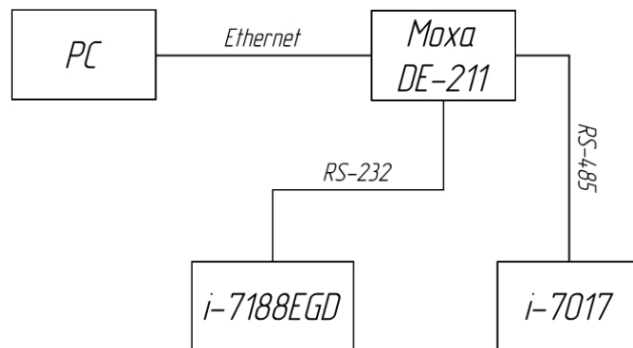 PC
Ethernet
Moxa
DE-211
RS-232
RS-485
i-7188EGD
i-7017